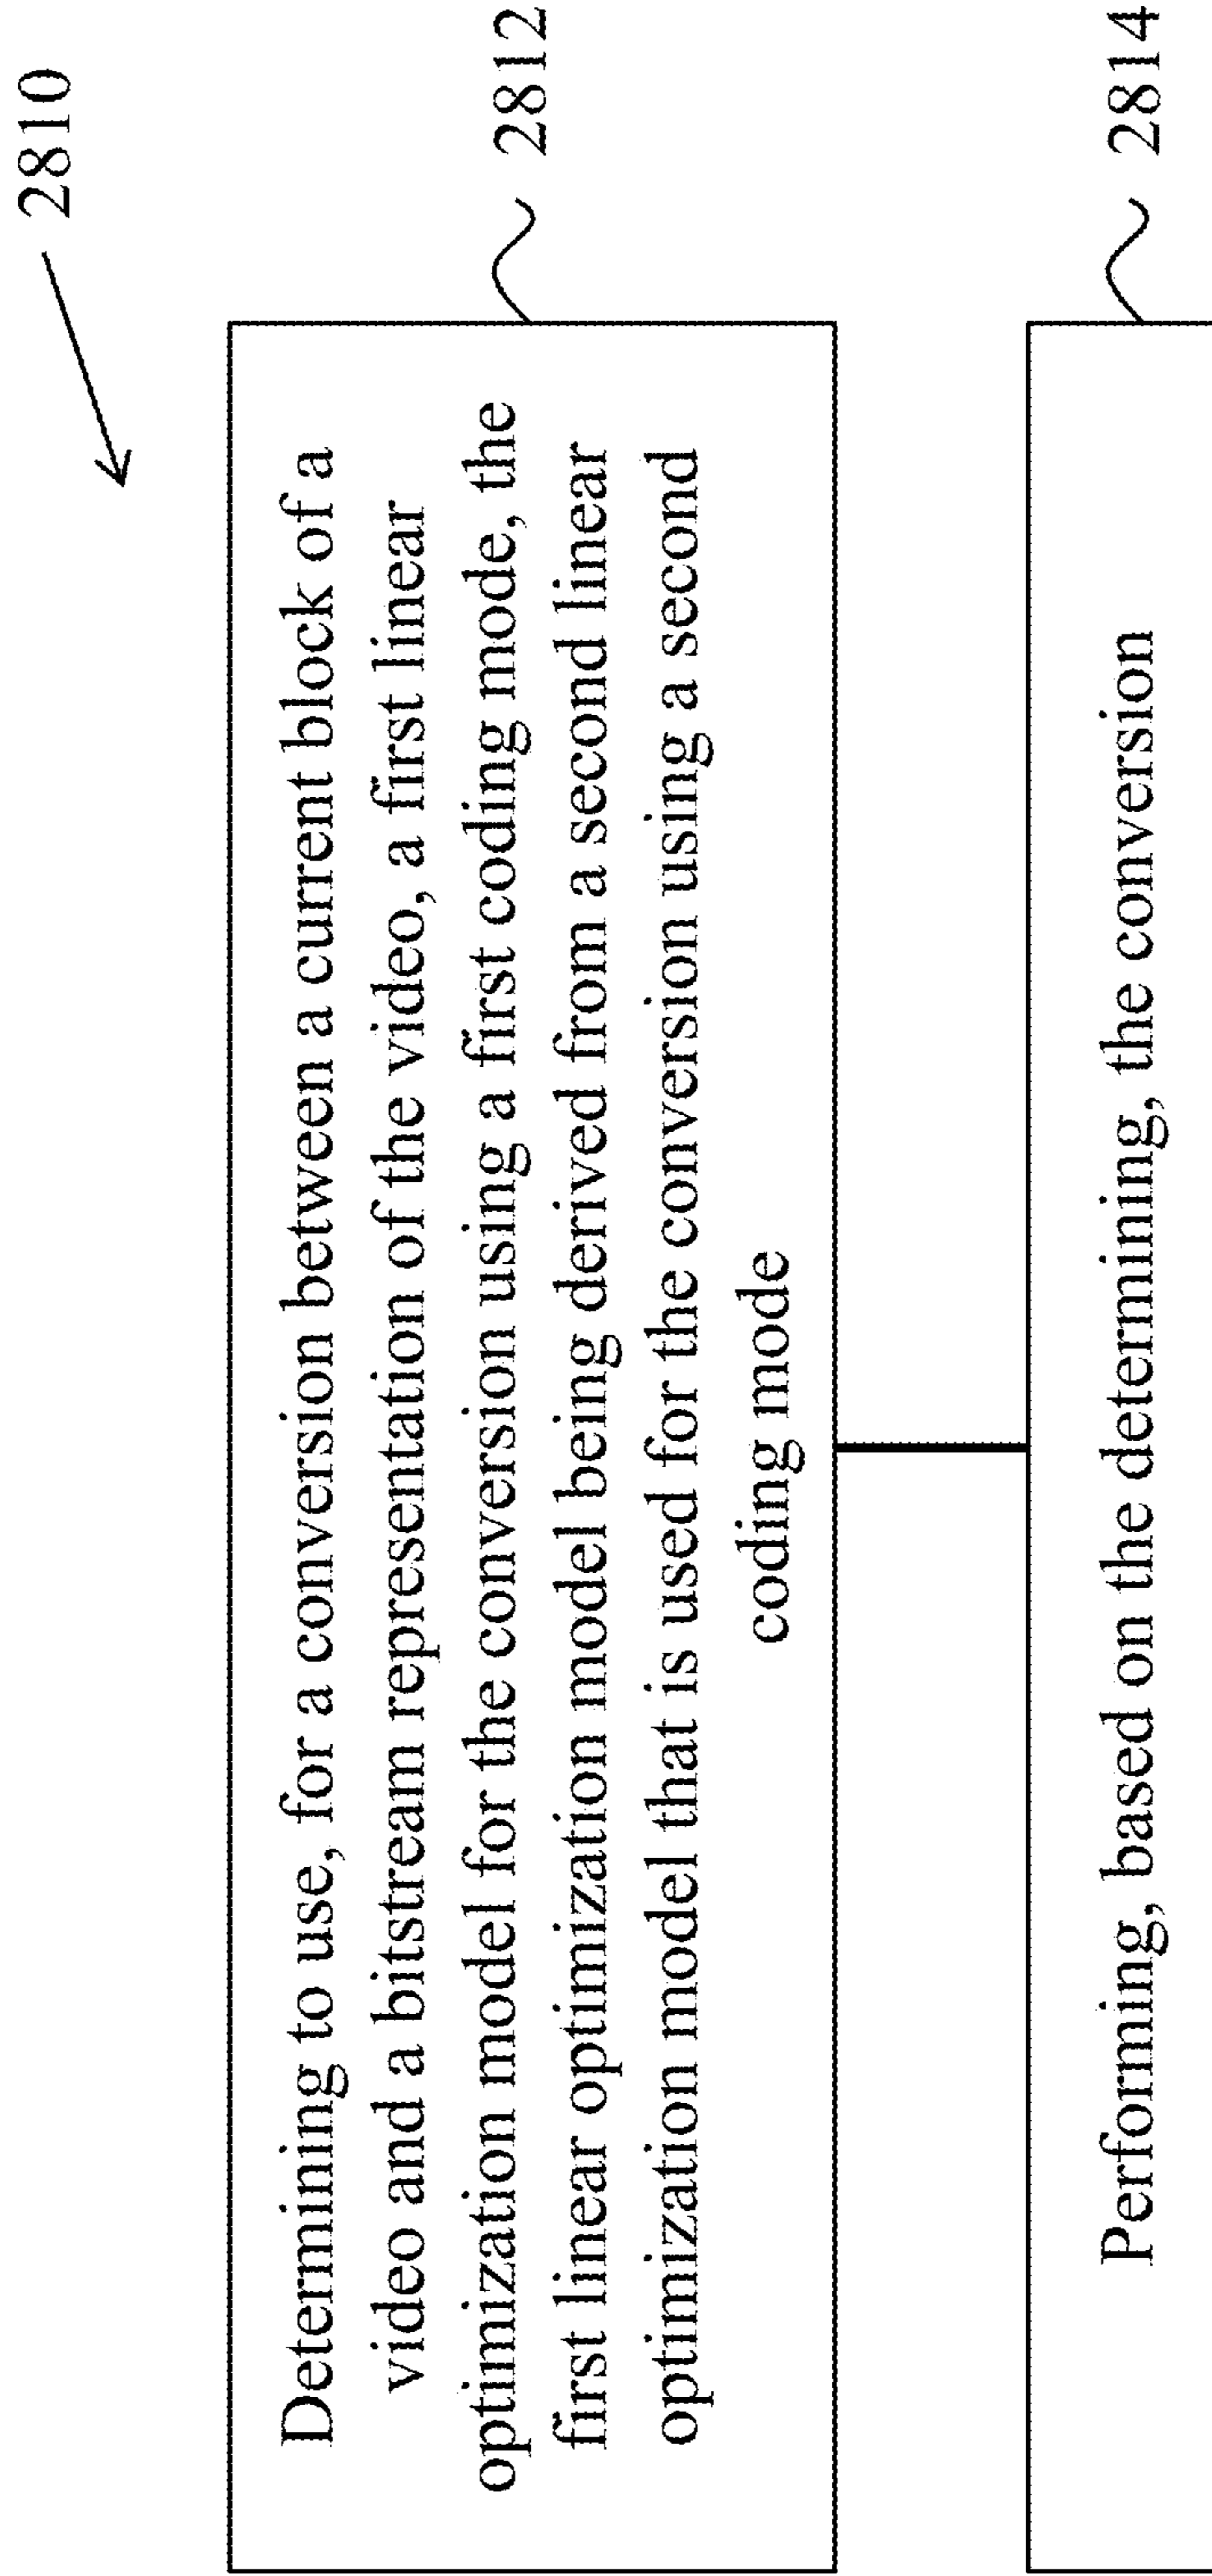 2810
Determining to use, for a conversion between a current block of a
video and a bitstream representation of the video, a first linear
optimization model for the conversion using a first coding mode, the
first linear optimization model being derived from a second linear
optimization model that is used for the conversion using a second
coding mode
2812
Performing, based on the determining, the conversion
2814